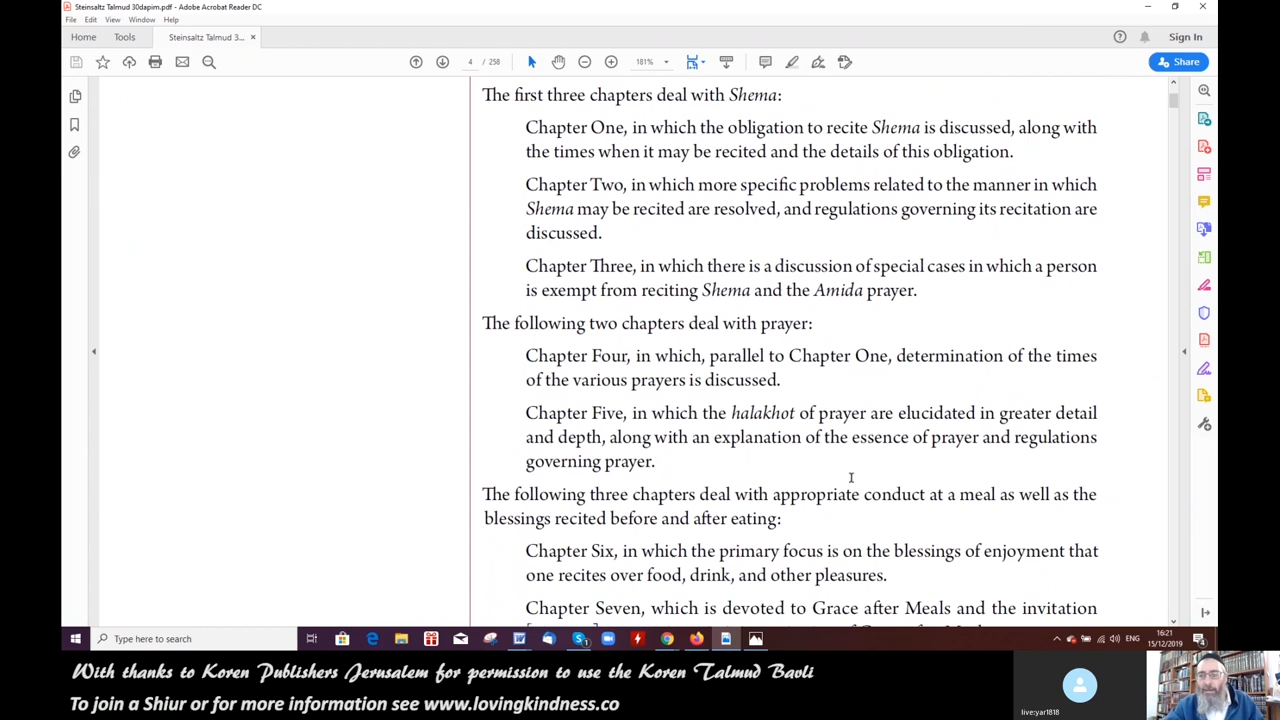 Steinsaltz Talmud 30dapim.pdf - Adobe Acrobat Reader DC
File Edit View Window Help
Home Tools Steinsaltz Talmud 3... × Sign In
4 / 258 181% Share
The first three chapters deal with Shema:
Chapter One, in which the obligation to recite Shema is discussed, along with
the times when it may be recited and the details of this obligation.
Chapter Two, in which more specific problems related to the manner in which
Shema may be recited are resolved, and regulations governing its recitation are
discussed.
Chapter Three, in which there is a discussion of special cases in which a person
is exempt from reciting Shema and the Amida prayer.
The following two chapters deal with prayer:
Chapter Four, in which, parallel to Chapter One, determination of the times
of the various prayers is discussed.
Chapter Five, in which the halakhot of prayer are elucidated in greater detail
and depth, along with an explanation of the essence of prayer and regulations
governing prayer.
The following three chapters deal with appropriate conduct at a meal as well as the
blessings recited before and after eating:
Chapter Six, in which the primary focus is on the blessings of enjoyment that
one recites over food, drink, and other pleasures.
Chapter Seven, which is devoted to Grace after Meals and the invitation
Type here to search ENG 16:21
15/12/2019
With thanks to Koren Publishers Jerusalem for permission to use the Koren Talmud Bavli
To join a Shiur or for more information see www.lovingkindness.co
live:yar1818